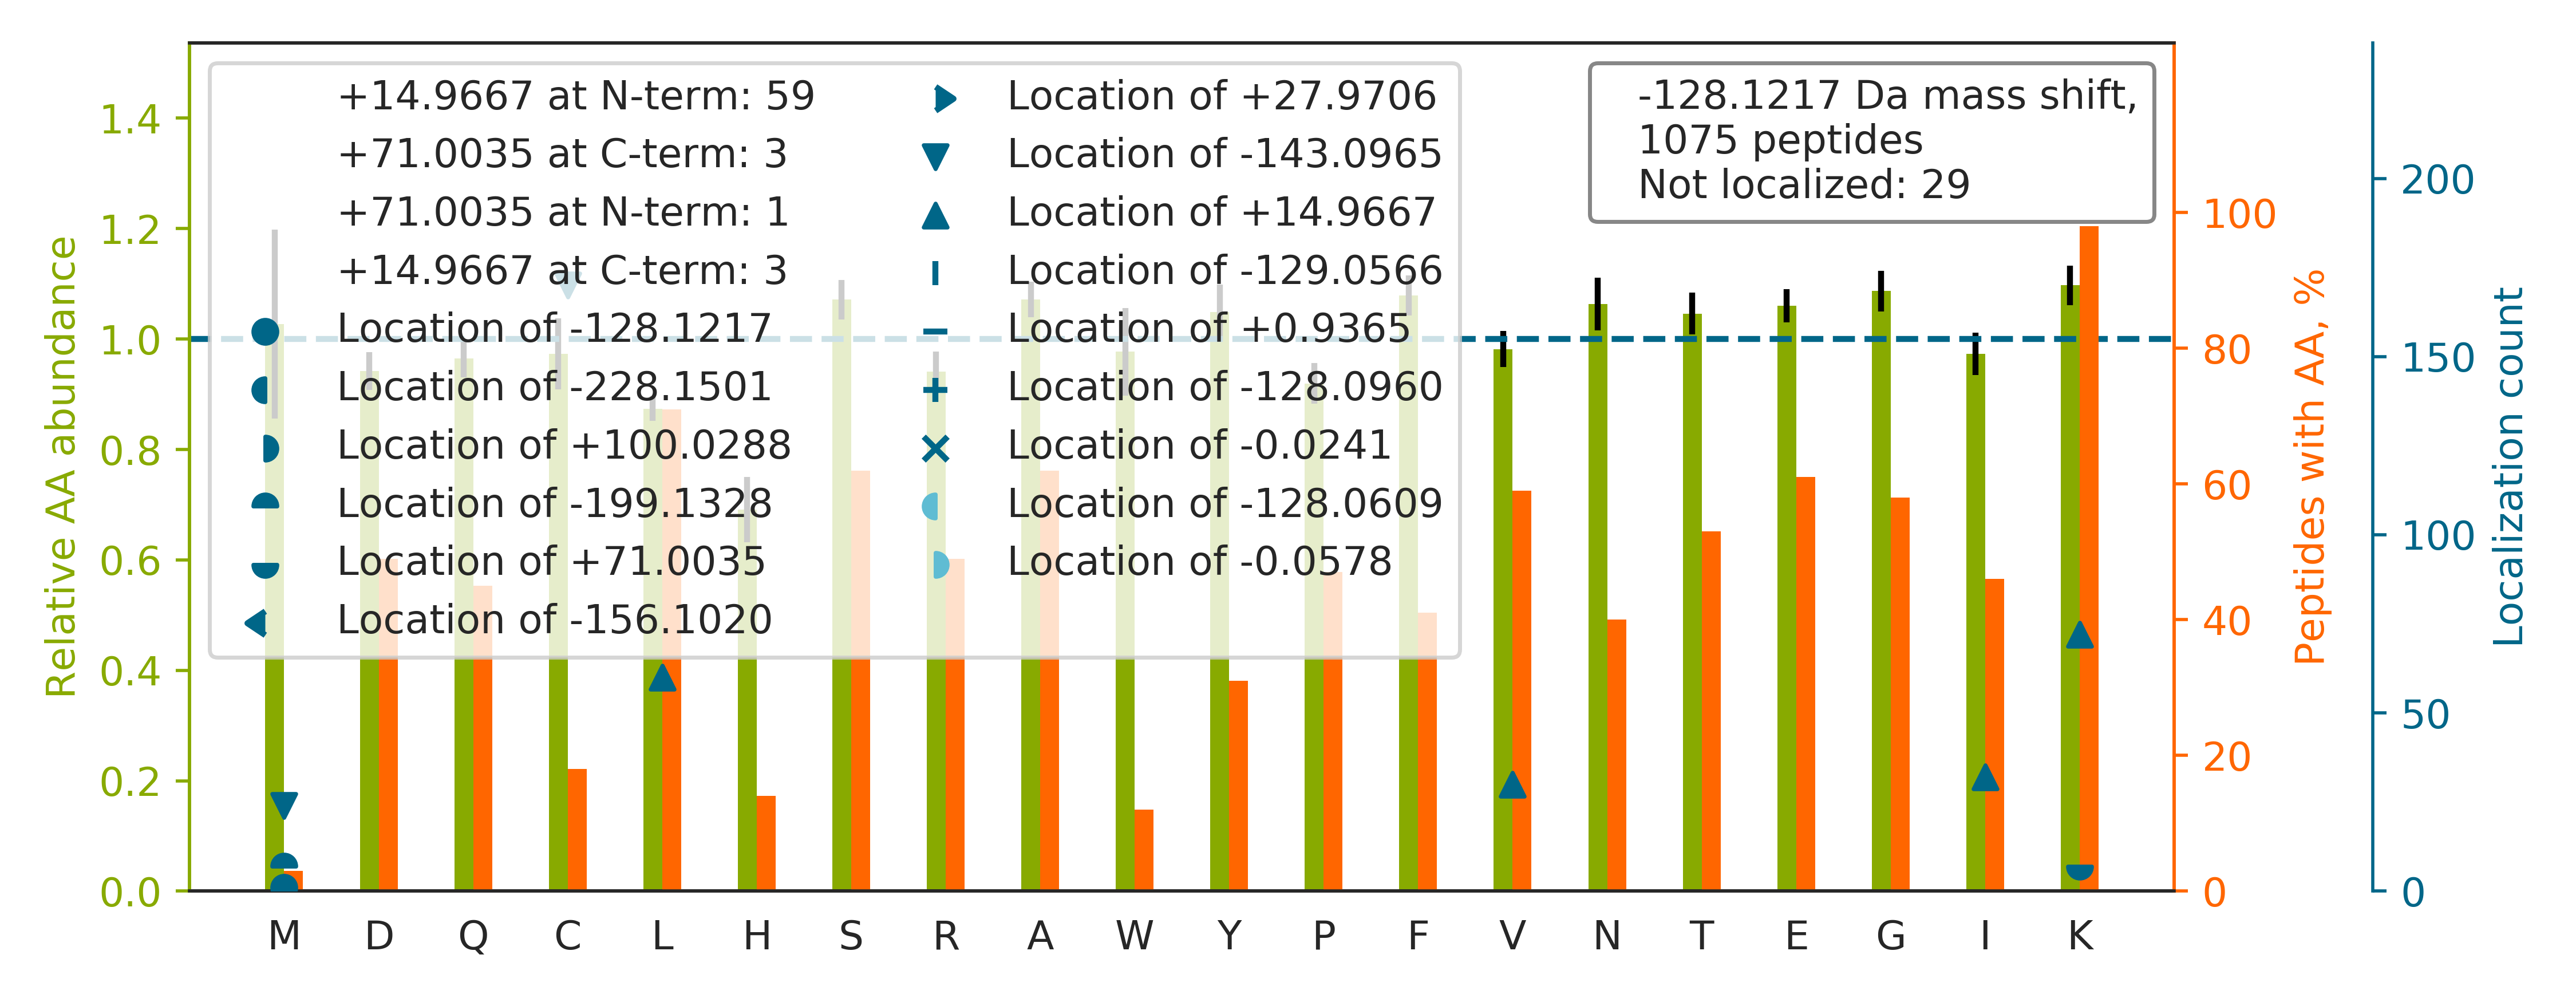 +14.9667 at N-term: 59
+71.0035 at C-term: 3
+71.0035 at N-term: 1
+14.9667 at C-term: 3
Location of -128.1217
Location of -228.1501
Location of +100.0288
Location of -199.1328
Location of +71.0035
Location of -156.1020
Location of +27.9706
Location of -143.0965
Location of +14.9667
Location of -129.0566
Location of +0.9365
Location of -128.0960
Location of -0.0241
Location of -128.0609
Location of -0.0578
-128.1217 Da mass shift,
1075 peptides
Not localized: 29
Relative AA abundance
1.4
1.2
1.0
0.8
0.6
0.4
0.2
0.0
M D Q C L H S R A W Y P F V N T E G I K
100
80
60
40
20
0
Peptides with AA, %
200
150
100
50
0
Localization count